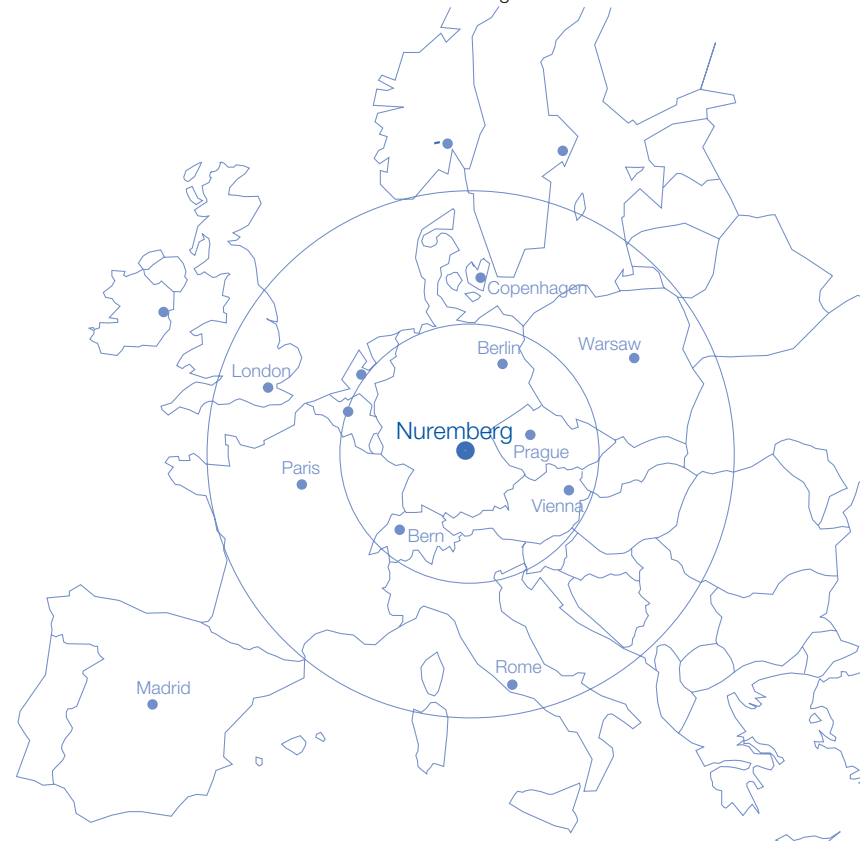 Copenhagen
Warsaw
Berlin
London
Nuremberg
Prague
Paris
Vienna
Bern
Rome
Madrid